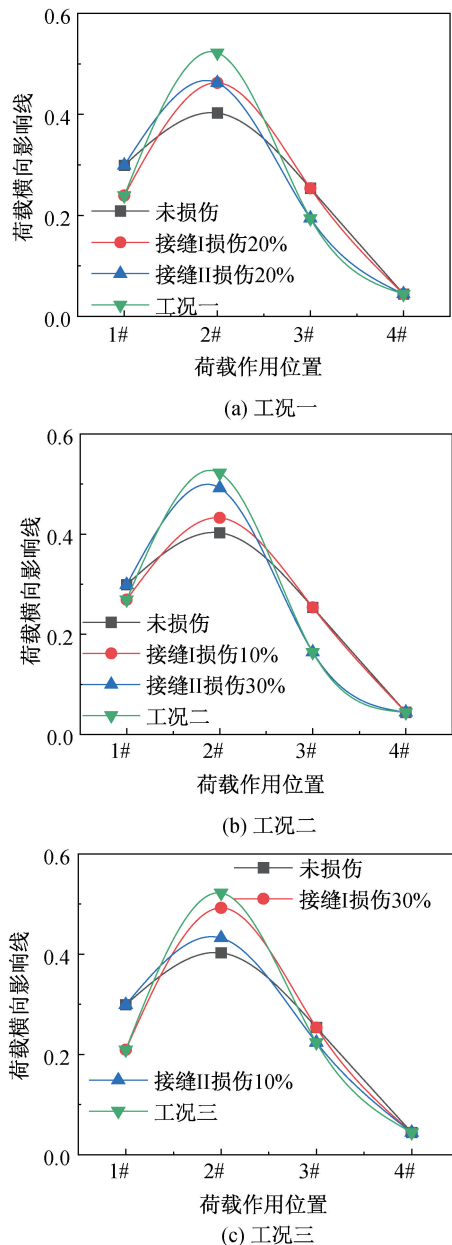 0.6
0.4
0.2
0.0
荷载横向影响线
未损伤
接缝I损伤20%
接缝II损伤20%
工况一
1# 2# 3# 4#
荷载作用位置
(a) 工况一
0.6
0.4
0.2
0.0
荷载横向影响线
未损伤
接缝I损伤10%
接缝II损伤30%
工况二
1# 2# 3# 4#
荷载作用位置
(b) 工况二
0.6
0.4
0.2
0.0
荷载横向影响线
未损伤
接缝I损伤30%
接缝II损伤10%
工况三
1# 2# 3# 4#
荷载作用位置
(c) 工况三